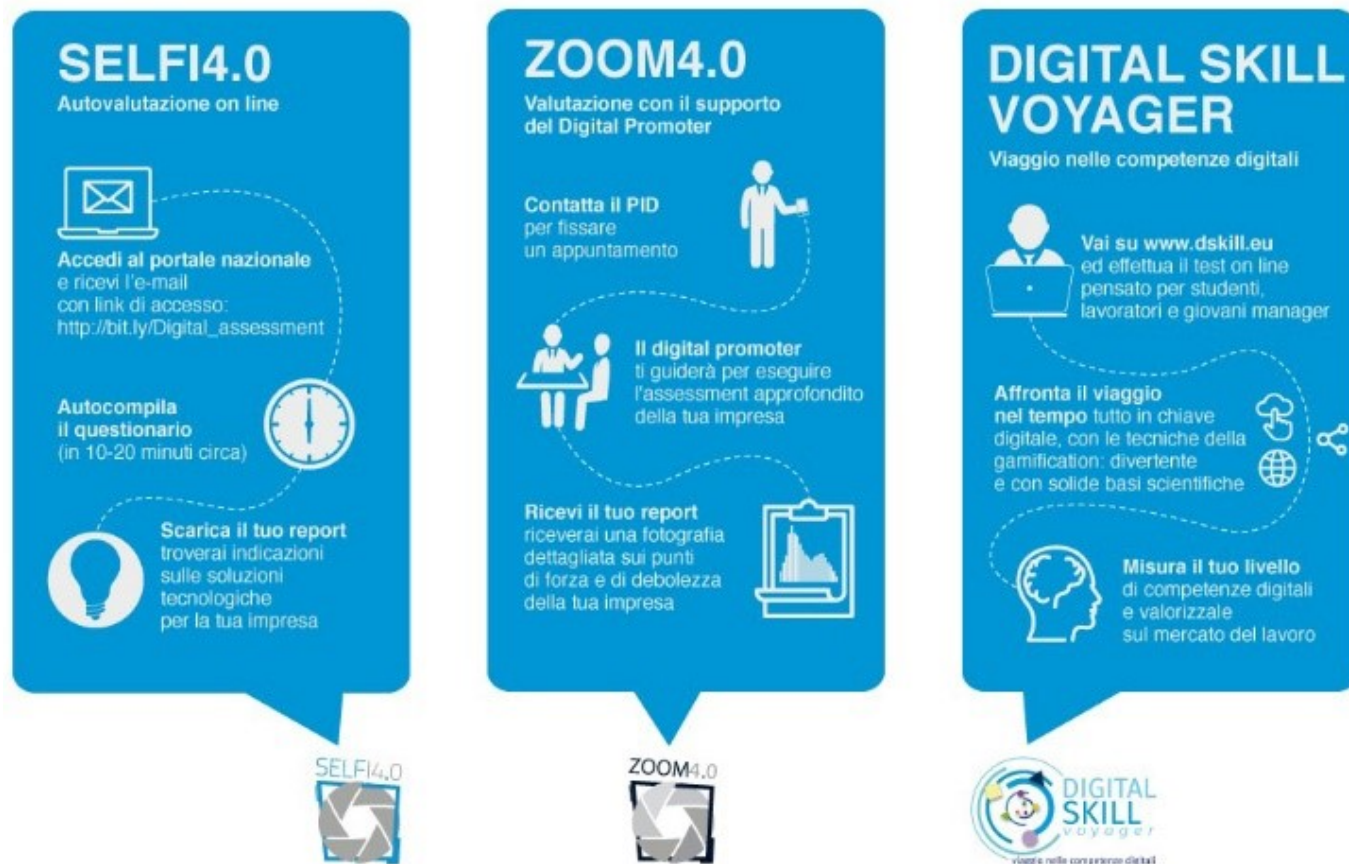 SELFI4.0
Autovalutazione on line
Accedi al portale nazionale
e ricevi l'e-mail
con link di accesso:
http://bit.ly/Digital_assessment
Autocompila
il questionario
(in 10-20 minuti circa)
Scarica il tuo report
troverai indicazioni
sulle soluzioni
tecnologiche
per la tua impresa
SELFI4.0
ZOOM4.0
Valutazione con il supporto
del Digital Promoter
Contatta il PID
per fissare
un appuntamento
Il digital promoter
ti guiderà per eseguire
l'assessment approfondito
della tua impresa
Ricevi il tuo report
riceverai una fotografia
dettagliata sui punti
di forza e di debolezza
della tua impresa
ZOOM4.0
DIGITAL SKILL
VOYAGER
Viaggio nelle competenze digitali
Vai su www.dskill.eu
ed effettua il test on line
pensato per studenti,
lavoratori e giovani manager
Affronta il viaggio
nel tempo tutto in chiave
digitale, con le tecniche della
gamification: divertente
e con solide basi scientifiche
Misura il tuo livello
di competenze digitali
e valorizzale
sul mercato del lavoro
DIGITAL
SKILL
voyager
viaggio nelle competenze digitali